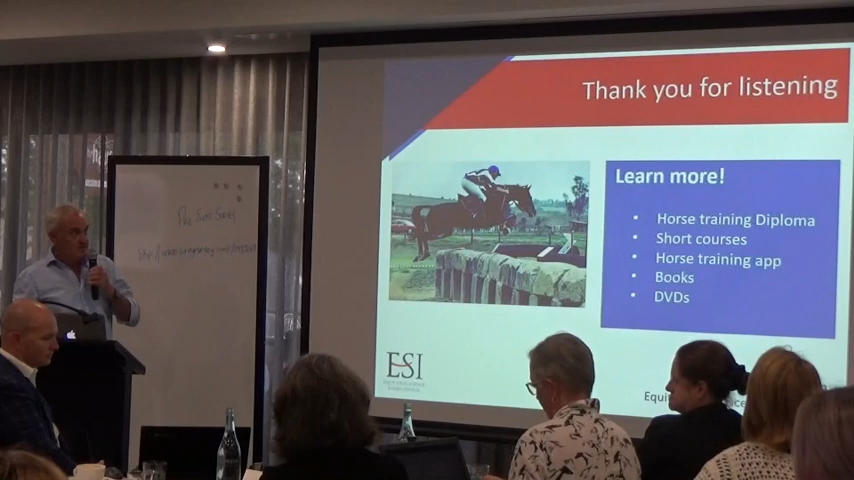 Thank you for listening
Learn more!
• Horse training Diploma
• Short courses
• Horse training app
• Books
• DVDs
ESI